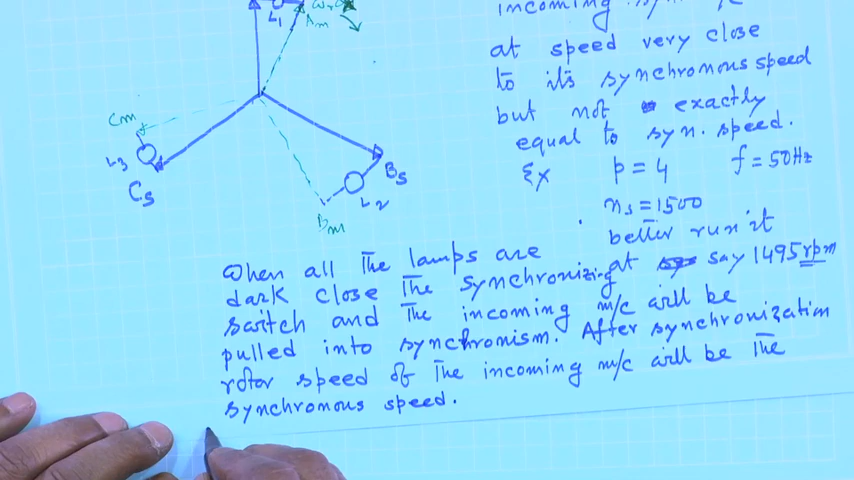 L1
Am
Cm
L3
Cs
Bs
L2
Bm
incoming
at speed very close
to its synchronous speed
but not exactly
equal to syn. speed.
Ex p = 4 f = 50Hz
ns = 1500
better run it
at say 1495 rpm
When all the lamps are
dark close the synchronizing
switch and the incoming m/c will be
pulled into synchronism. After synchronization
rotor speed of the incoming m/c will be the
synchronous speed.